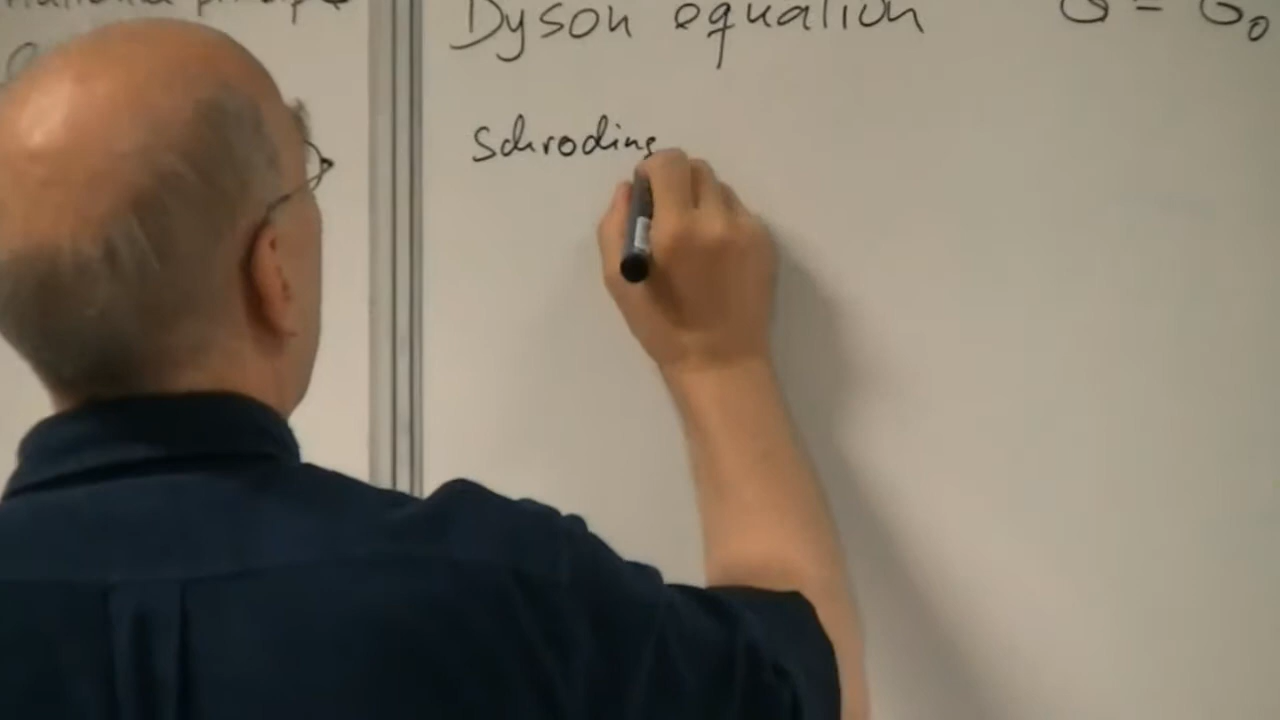 Dyson equation G = G₀
Schroding